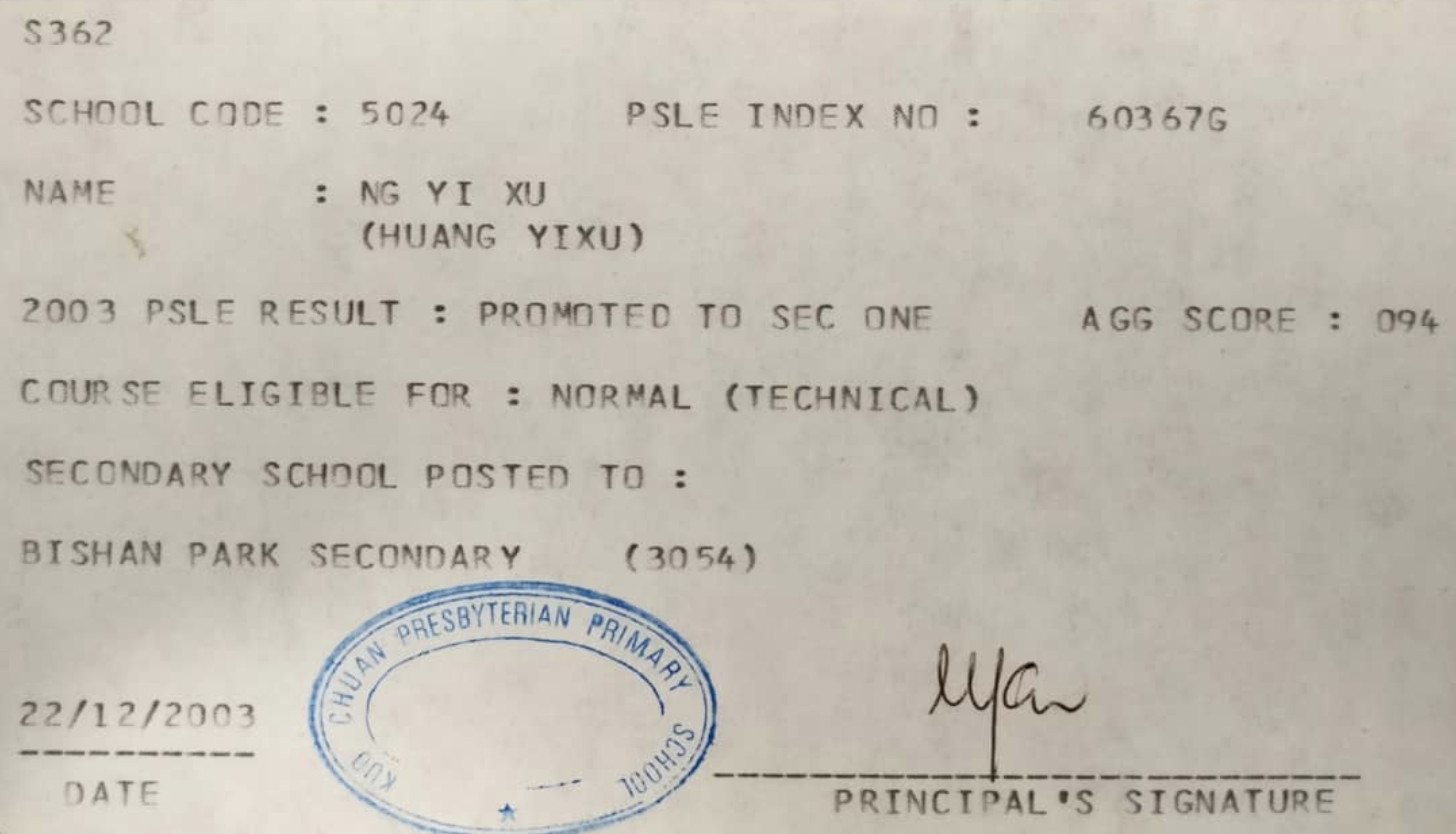 S362
SCHOOL CODE : 5024 PSLE INDEX NO : 60367G
NAME : NG YI XU
(HUANG YIXU)
2003 PSLE RESULT : PROMOTED TO SEC ONE AGG SCORE : 094
COURSE ELIGIBLE FOR : NORMAL (TECHNICAL)
SECONDARY SCHOOL POSTED TO :
BISHAN PARK SECONDARY (3054)
KUO CHUAN PRESBYTERIAN PRIMARY SCHOOL
22/12/2003
DATE
PRINCIPAL'S SIGNATURE